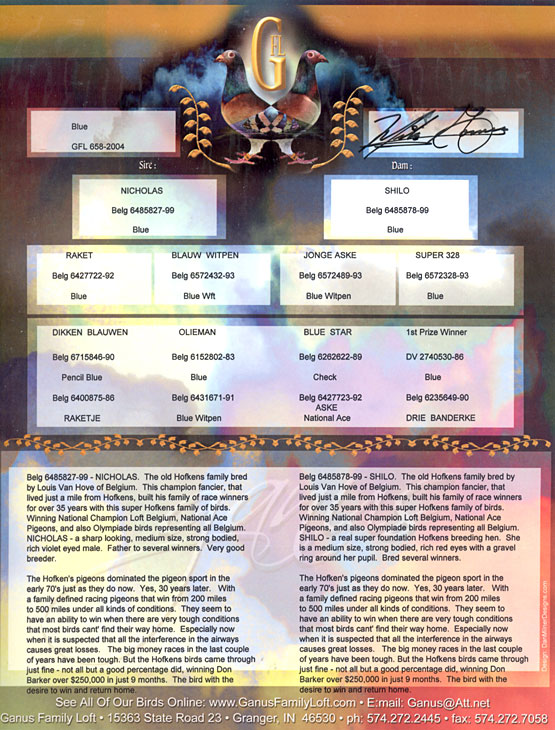 GFL
Blue
GFL 658-2004
Sire :
Dam :
NICHOLAS
Belg 6485827-99
Blue
SHILO
Belg 6485878-99
Blue
RAKET
Belg 6427722-92
Blue
BLAUW WITPEN
Belg 6572432-93
Blue Wft
JONGE ASKE
Belg 6572489-93
Blue Witpen
SUPER 328
Belg 6572328-93
Blue
DIKKEN BLAUWEN
Belg 6715846-90
Pencil Blue
Belg 6400875-86
RAKETJE
OLIEMAN
Belg 6152802-83
Blue
Belg 6431671-91
Blue Witpen
BLUE STAR
Belg 6262622-89
Check
Belg 6427723-92
ASKE
National Ace
1st Prize Winner
DV 2740530-86
Blue
Belg 6235649-90
DRIE BANDERKE
Belg 6485827-99 - NICHOLAS. The old Hofkens family bred
by Louis Van Hove of Belgium. This champion fancier, that
lived just a mile from Hofkens, built his family of race winners
for over 35 years with this super Hofkens family of birds.
Winning National Champion Loft Belgium, National Ace
Pigeons, and also Olympiade birds representing all Belgium.
NICHOLAS - a sharp looking, medium size, strong bodied,
rich violet eyed male. Father to several winners. Very good
breeder.
The Hofken's pigeons dominated the pigeon sport in the
early 70's just as they do now. Yes, 30 years later. With
a family defined racing pigeons that win from 200 miles
to 500 miles under all kinds of conditions. They seem to
have an ability to win when there are very tough conditions
that most birds cant' find their way home. Especially now
when it is suspected that all the interference in the airways
causes great losses. The big money races in the last couple
of years have been tough. But the Hofkens birds came through
just fine - not all but a good percentage did, winning Don
Barker over $250,000 in just 9 months. The bird with the
desire to win and return home.
Belg 6485878-99 - SHILO. The old Hofkens family bred by
Louis Van Hove of Belgium. This champion fancier, that
lived just a mile from Hofkens, built his family of race winners
for over 35 years with this super Hofkens family of birds.
Winning National Champion Loft Belgium, National Ace
Pigeons, and also Olympiade birds representing all Belgium.
SHILO - a real super foundation Hofkens breeding hen. She
is a medium size, strong bodied, rich red eyes with a gravel
ring around her pupil. Bred several winners.
The Hofken's pigeons dominated the pigeon sport in the
early 70's just as they do now. Yes, 30 years later. With
a family defined racing pigeons that win from 200 miles
to 500 miles under all kinds of conditions. They seem to
have an ability to win when there are very tough conditions
that most birds cant' find their way home. Especially now
when it is suspected that all the interference in the airways
causes great losses. The big money races in the last couple
of years have been tough. But the Hofkens birds came through
just fine - not all but a good percentage did, winning Don
Barker over $250,000 in just 9 months. The bird with the
desire to win and return home.
See All Of Our Birds Online: www.GanusFamilyLoft.com • E:mail: Ganus@Att.net
Ganus Family Loft • 15363 State Road 23 • Granger, IN 46530 • ph: 574.272.2445 • fax: 574.272.7058